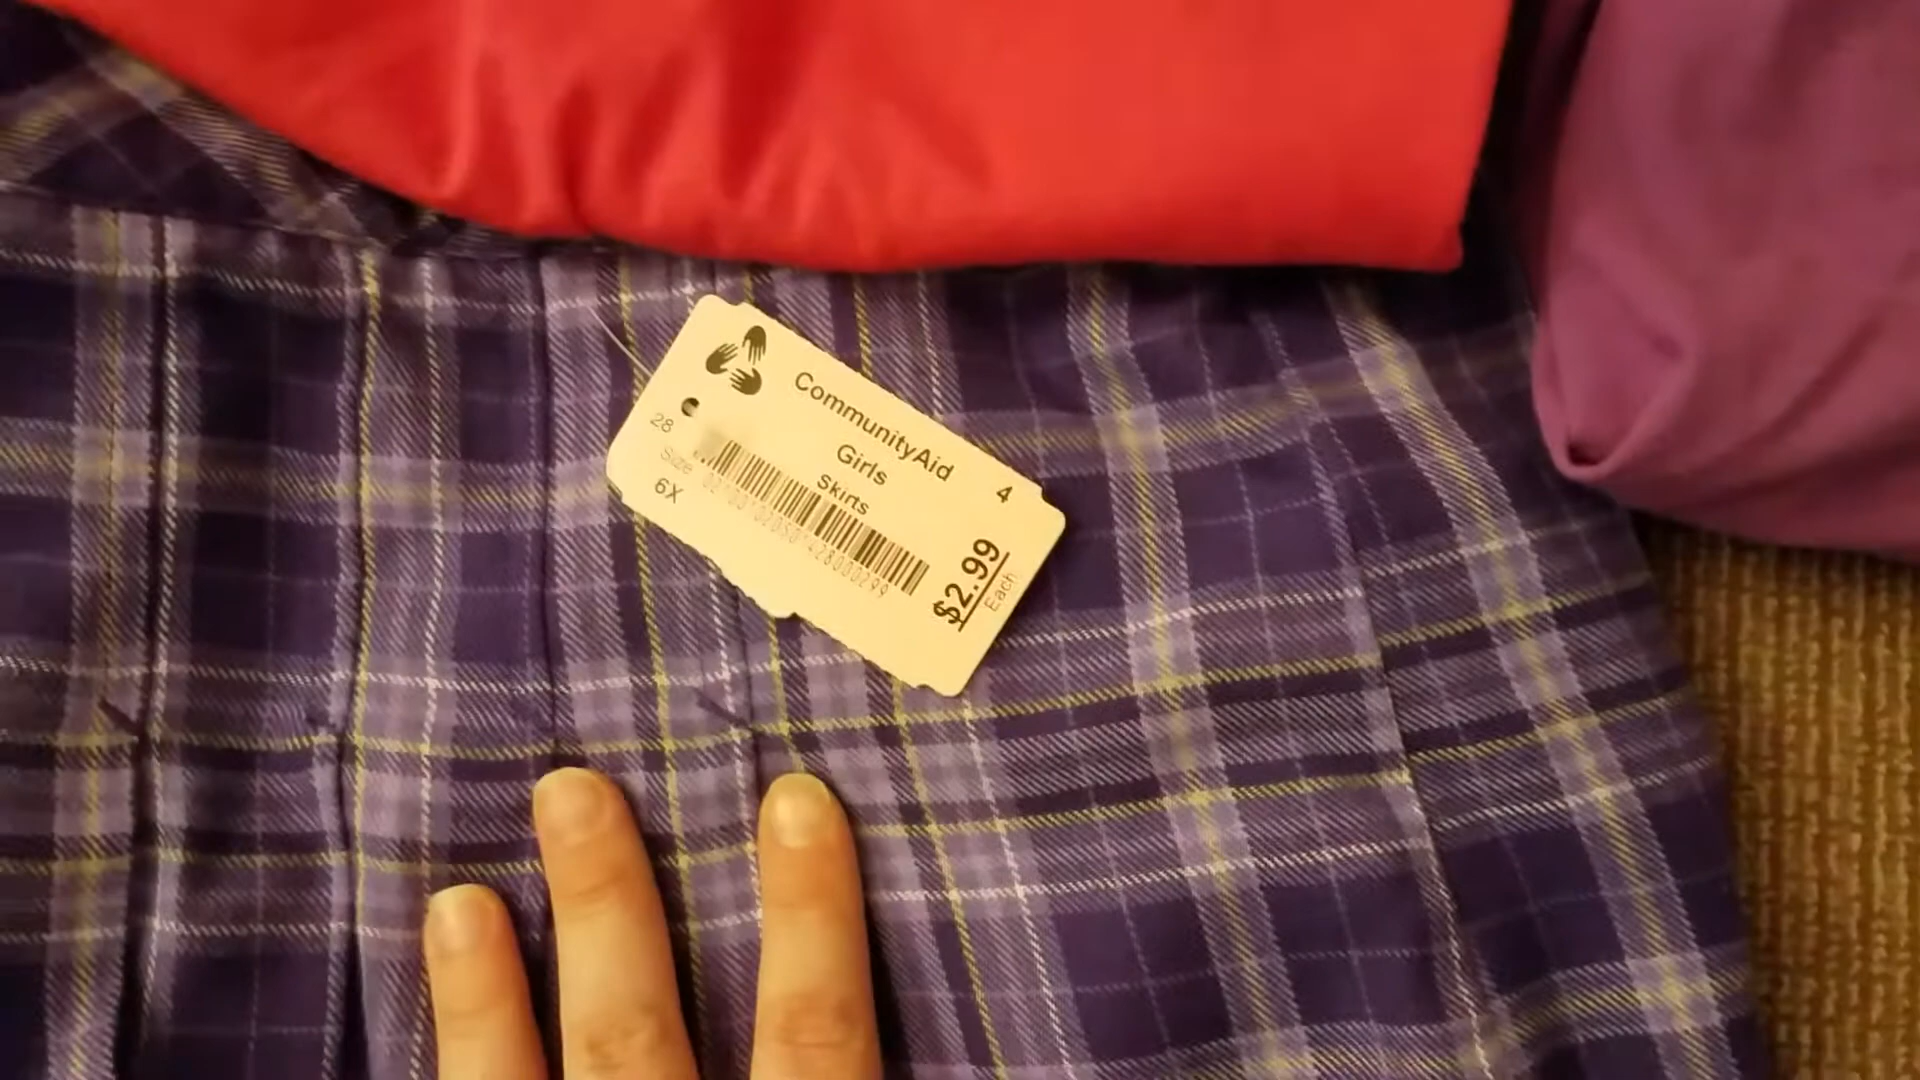 CommunityAid
Girls
Skirts
28
4
Size
6X
$2.99
Each